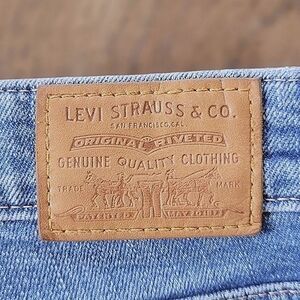 LEVI STRAUSS & CO.
SAN FRANCISCO, CAL.
ORIGINAL RIVETED
GENUINE QUALITY CLOTHING
TRADE MARK
PATENTED MAY 20 1873